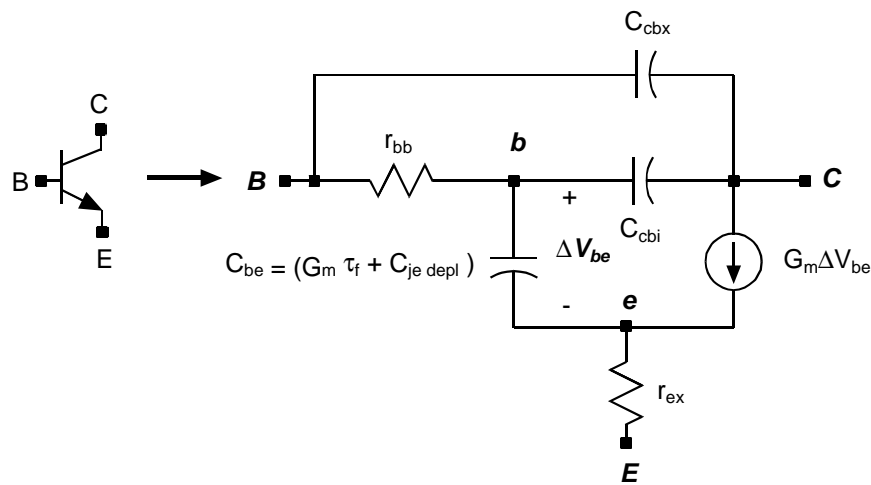 C
B
E
C_cbx
r_bb
b
B
C
+
C_cbi
C_be = (G_m τ_f + C_je depl )
ΔV_be
G_mΔV_be
-
e
r_ex
E